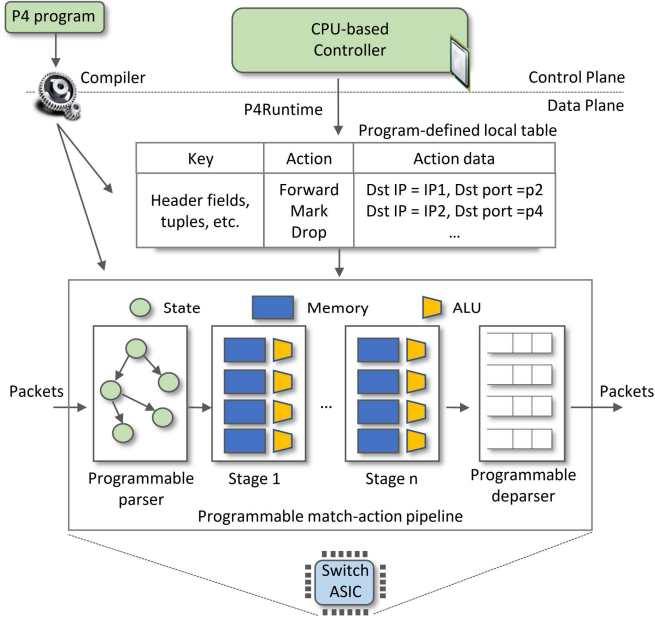 P4 program
CPU-based
Controller
Compiler
Control Plane
Data Plane
P4Runtime
Program-defined local table
Key
Action
Action data
Header fields,
tuples, etc.
Forward
Mark
Drop
Dst IP = IP1, Dst port =p2
Dst IP = IP2, Dst port =p4
...
State
Memory
ALU
Packets
...
Packets
Programmable
parser
Stage 1
Stage n
Programmable
deparser
Programmable match-action pipeline
Switch
ASIC